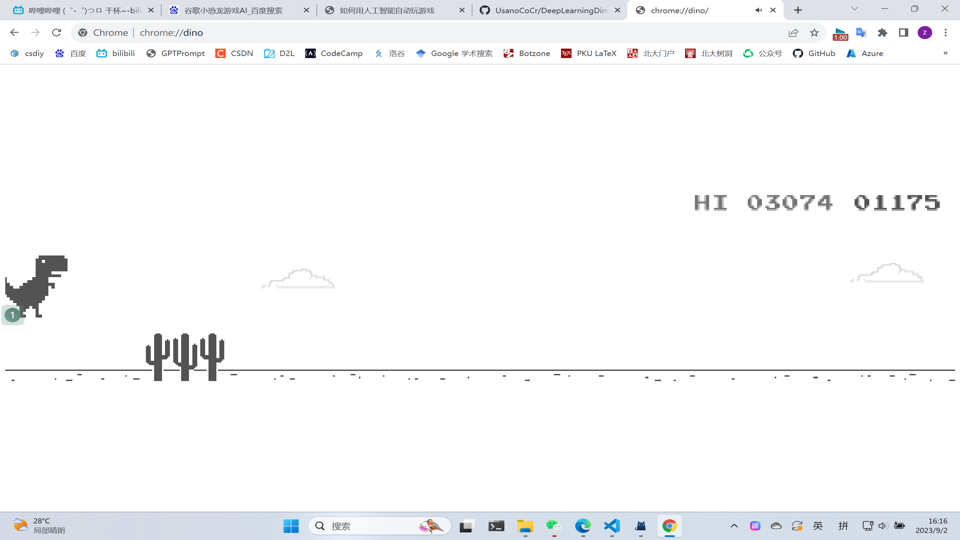 哔哩哔哩 (゜-゜)つロ 干杯~-bili
谷歌小恐龙游戏AI_百度搜索
如何用人工智能自动玩游戏
UsanoCoCr/DeepLearningDin
chrome://dino/
Chrome | chrome://dino
1.00
z
csdiy
百度
bilibili
GPTPrompt
CSDN
D2L
CodeCamp
洛谷
Google 学术搜索
Botzone
PKU LaTeX
北大门户
北大树洞
公众号
GitHub
Azure
»
HI 03074 01175
1
28°C
局部晴朗
搜索
英
拼
16:16
2023/9/2